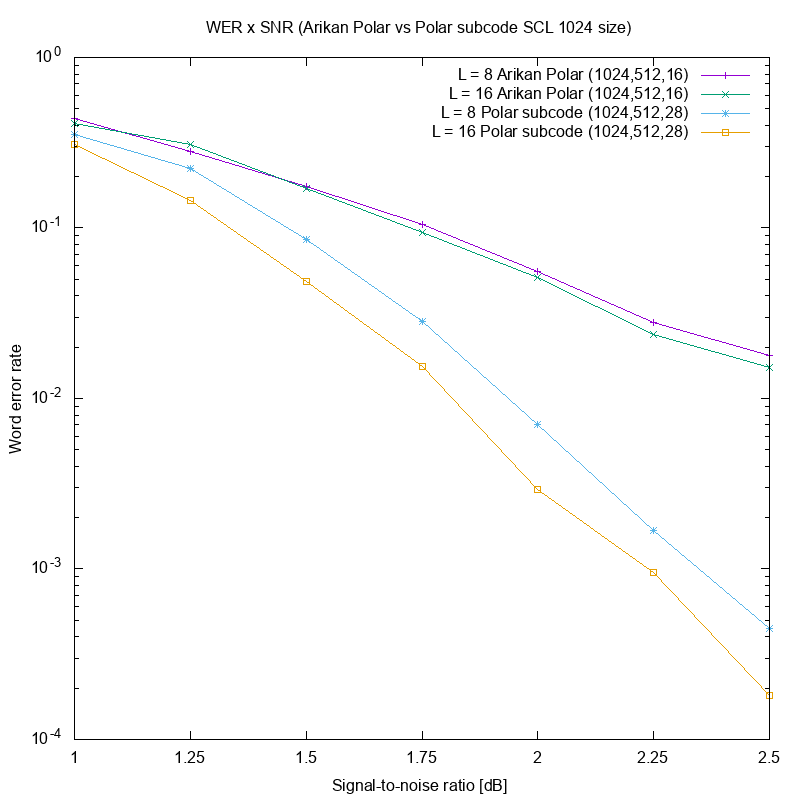 WER x SNR (Arikan Polar vs Polar subcode SCL 1024 size)
L = 8 Arikan Polar (1024,512,16)
L = 16 Arikan Polar (1024,512,16)
L = 8 Polar subcode (1024,512,28)
L = 16 Polar subcode (1024,512,28)
10^0
10^-1
10^-2
10^-3
10^-4
Word error rate
1 1.25 1.5 1.75 2 2.25 2.5
Signal-to-noise ratio [dB]